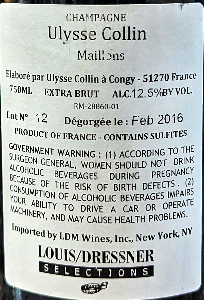 CHAMPAGNE
Ulysse Collin
Maillons
Elaboré par Ulysse Collin à Congy - 51270 France
750ML EXTRA BRUT ALC.12.5%BY VOL.
RM-28860-01
Lot N° 12 Dégorgée le: Feb 2016
PRODUCT OF FRANCE - CONTAINS SULFITES
GOVERNMENT WARNING : (1) ACCORDING TO THE
SURGEON GENERAL, WOMEN SHOULD NOT DRINK
ALCOHOLIC BEVERAGES DURING PREGNANCY
BECAUSE OF THE RISK OF BIRTH DEFECTS . (2)
CONSUMPTION OF ALCOHOLIC BEVERAGES IMPAIRS
YOUR ABILITY TO DRIVE A CAR OR OPERATE
MACHINERY, AND MAY CAUSE HEALTH PROBLEMS.
Imported by LDM Wines, Inc., New York, NY
LOUIS/DRESSNER
SELECTIONS